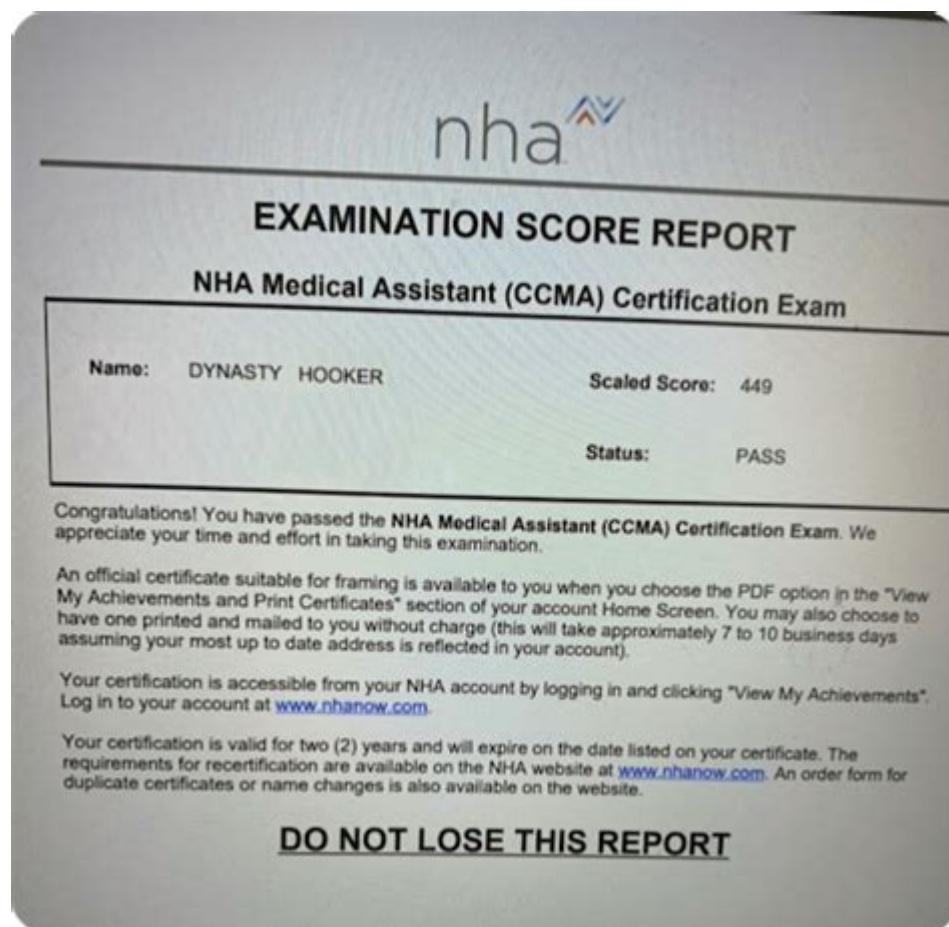 nha
EXAMINATION SCORE REPORT
NHA Medical Assistant (CCMA) Certification Exam
Name: DYNASTY HOOKER Scaled Score: 449
Status: PASS
Congratulations! You have passed the NHA Medical Assistant (CCMA) Certification Exam. We
appreciate your time and effort in taking this examination.
An official certificate suitable for framing is available to you when you choose the PDF option in the "View
My Achievements and Print Certificates" section of your account Home Screen. You may also choose to
have one printed and mailed to you without charge (this will take approximately 7 to 10 business days
assuming your most up to date address is reflected in your account).
Your certification is accessible from your NHA account by logging in and clicking "View My Achievements".
Log in to your account at www.nhanow.com.
Your certification is valid for two (2) years and will expire on the date listed on your certificate. The
requirements for recertification are available on the NHA website at www.nhanow.com. An order form for
duplicate certificates or name changes is also available on the website.
DO NOT LOSE THIS REPORT